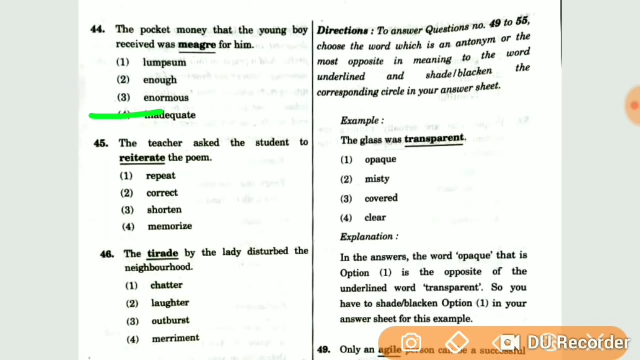 44. The pocket money that the young boy
received was meagre for him.
(1) lumpsum
(2) enough
(3) enormous
(4) inadequate
45. The teacher asked the student to
reiterate the poem.
(1) repeat
(2) correct
(3) shorten
(4) memorize
46. The tirade by the lady disturbed the
neighbourhood.
(1) chatter
(2) laughter
(3) outburst
(4) merriment
Directions : To answer Questions no. 49 to 55,
choose the word which is an antonym or the
most opposite in meaning to the word
underlined and shade/blacken the
corresponding circle in your answer sheet.
Example :
The glass was transparent.
(1) opaque
(2) misty
(3) covered
(4) clear
Explanation :
In the answers, the word 'opaque' that is
Option (1) is the opposite of the
underlined word 'transparent'. So you
have to shade/blacken Option (1) in your
answer sheet for this example.
49. Only an agile person can be a successful
DU Recorder